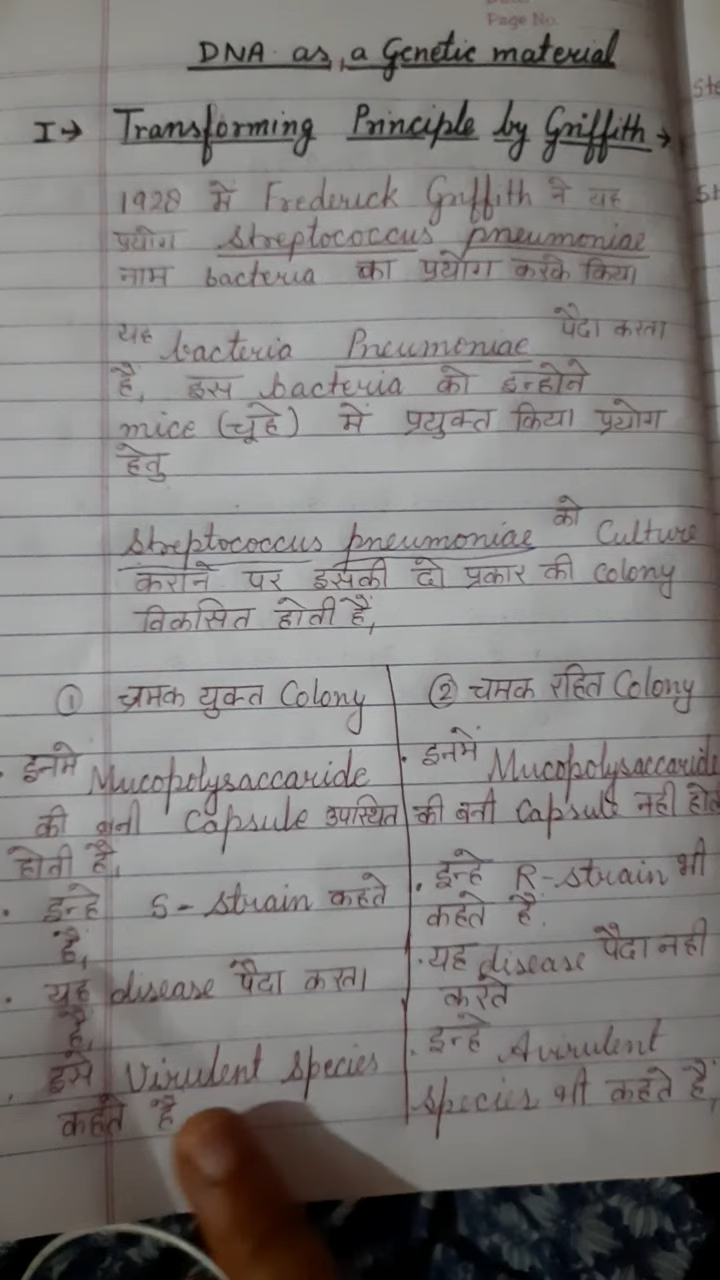 Page No.
DNA as a Genetic material
I → Transforming Principle by Griffith →
1928 में Frederick Griffith ने यह
प्रयोग Streptococcus pneumoniae
नाम bacteria का प्रयोग करके किया
यह bacteria Pneumoniae पैदा करता
है, इस bacteria को इन्होने
mice (चूहे) में प्रयुक्त किया प्रयोग
हेतु
Streptococcus pneumoniae को Culture
कराने पर इसकी दो प्रकार की colony
विकसित होती हैं,
① चमक युक्त Colony
• इनमे Mucopolysaccaride
की बनी Capsule उपस्थित
होती है,
• इन्हे S-strain कहते
है,
• यह disease पैदा करता
है,
• इसे Virulent Species
कहते है
② चमक रहित Colony
• इनमें Mucopolysaccaride
की बनी Capsule नही
• इन्हे R-strain भी
कहते है.
• यह disease पैदा नही
करते
• इन्हे Avirulent
Species भी कहते है,